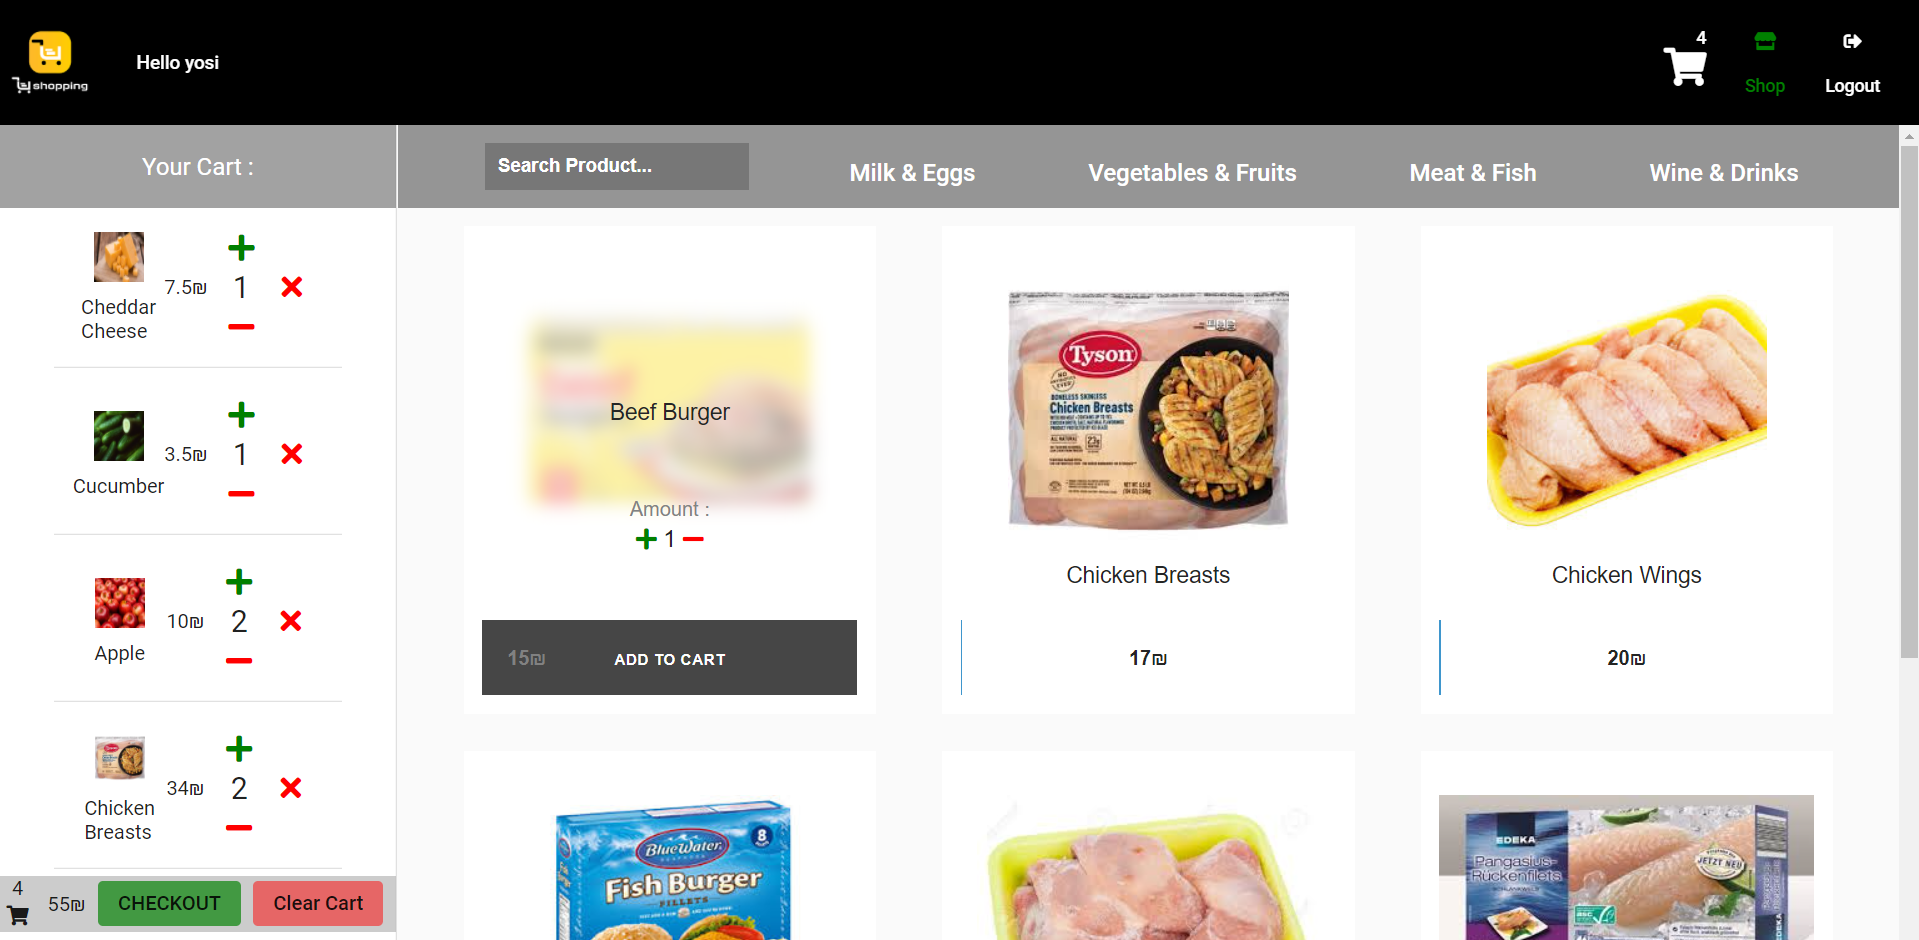 shopping
Hello yosi
4
Shop
Logout
Your Cart :
Search Product...
Milk & Eggs
Vegetables & Fruits
Meat & Fish
Wine & Drinks
7.5₪
1
Cheddar
Cheese
3.5₪
1
Cucumber
10₪
2
Apple
34₪
2
Chicken
Breasts
4
55₪
CHECKOUT
Clear Cart
Beef Burger
Amount :
1
15₪
ADD TO CART
Tyson
BONELESS SKINLESS
Chicken Breasts
Chicken Breasts
17₪
Chicken Wings
20₪
8
BlueWater
Fish Burger
FILLETS
EDEKA
Pangasius-
Rückenfilets
JETZT NEU
asc
EDEKA